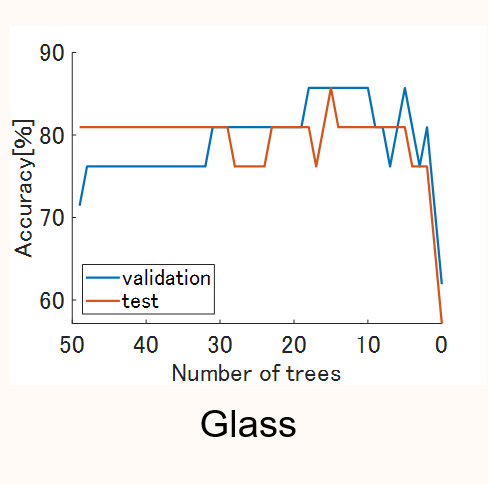 90
80
70
60
Accuracy[%]
validation
test
50 40 30 20 10 0
Number of trees
Glass